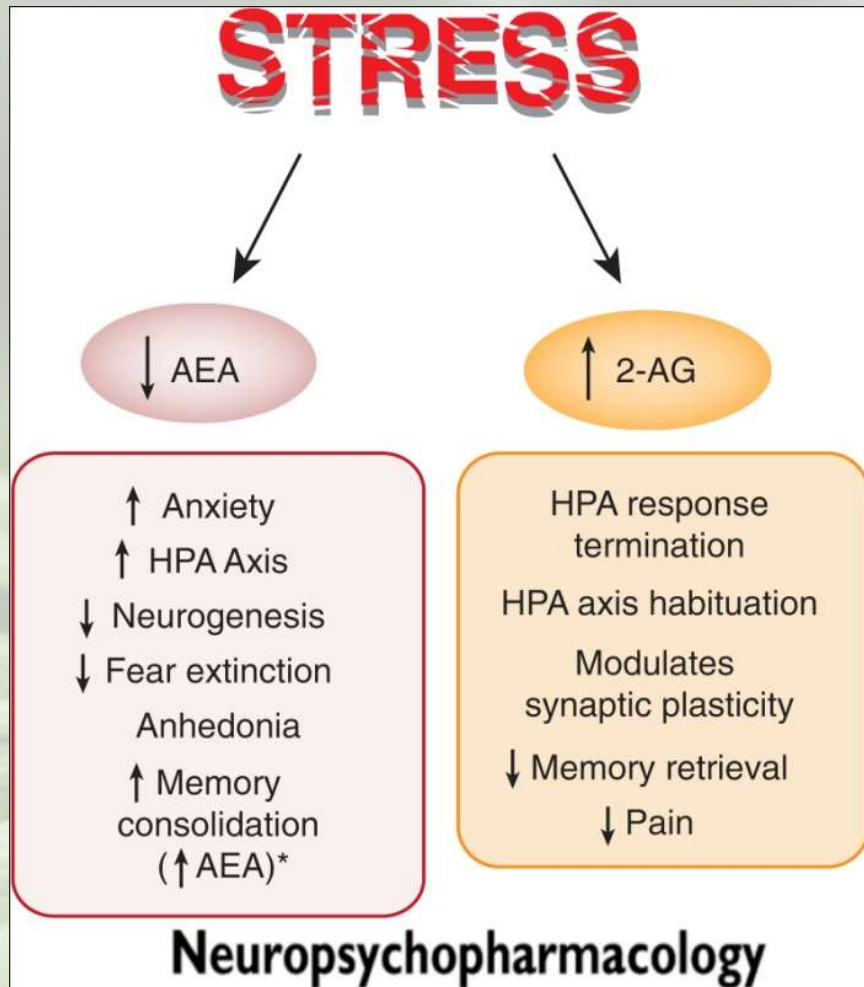 STRESS
↓ AEA
↑ 2-AG
↑ Anxiety
↑ HPA Axis
↓ Neurogenesis
↓ Fear extinction
Anhedonia
↑ Memory
consolidation
(↑ AEA)*
HPA response
termination
HPA axis habituation
Modulates
synaptic plasticity
↓ Memory retrieval
↓ Pain
Neuropsychopharmacology